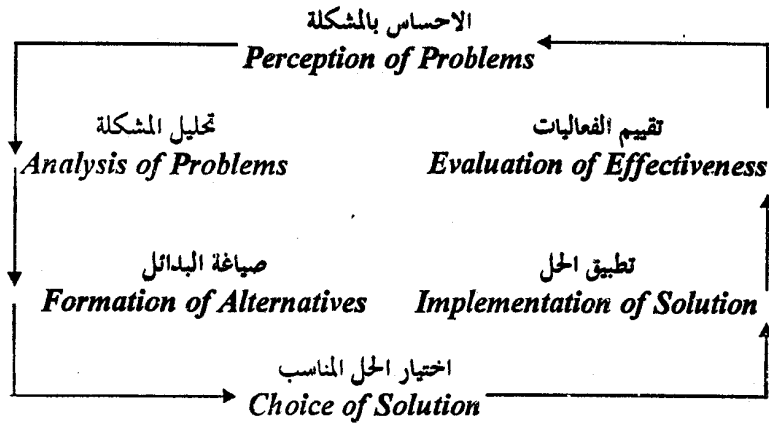 الاحساس بالمشكلة
Perception of Problems
تحليل المشكلة
Analysis of Problems
تقييم الفعاليات
Evaluation of Effectiveness
صياغة البدائل
Formation of Alternatives
تطبيق الحل
Implementation of Solution
اختيار الحل المناسب
Choice of Solution